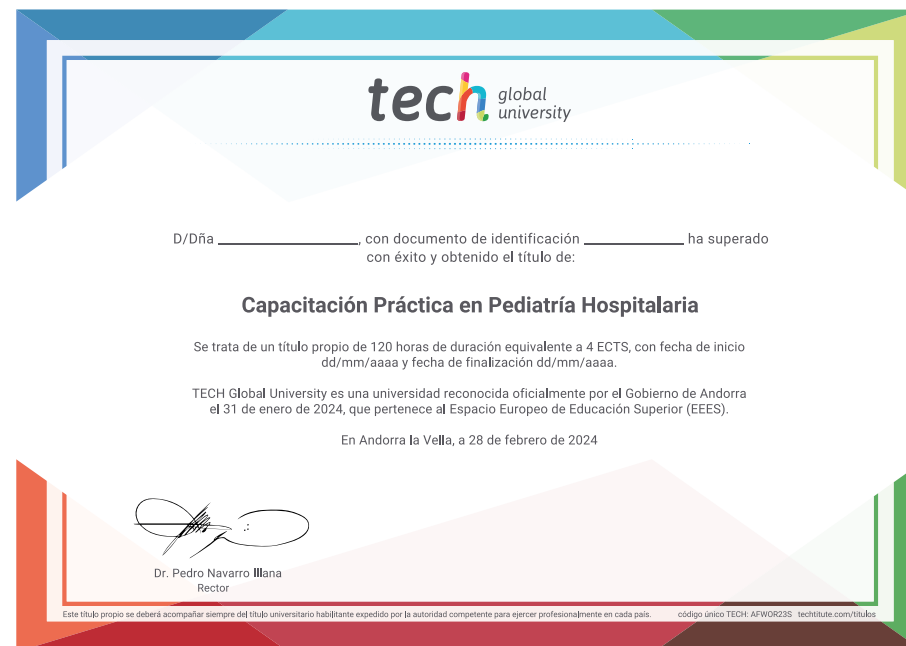 tech global university
D/Dña ______________, con documento de identificación __________ ha superado
con éxito y obtenido el título de:
Capacitación Práctica en Pediatría Hospitalaria
Se trata de un título propio de 120 horas de duración equivalente a 4 ECTS, con fecha de inicio
dd/mm/aaaa y fecha de finalización dd/mm/aaaa.
TECH Global University es una universidad reconocida oficialmente por el Gobierno de Andorra
el 31 de enero de 2024, que pertenece al Espacio Europeo de Educación Superior (EEES).
En Andorra la Vella, a 28 de febrero de 2024
Dr. Pedro Navarro Illana
Rector
Este título propio se deberá acompañar siempre del título universitario habilitante expedido por la autoridad competente para ejercer profesionalmente en cada país. código único TECH: AFWOR23S techtitute.com/titulos